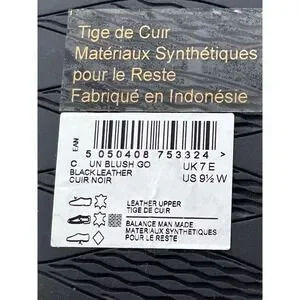 Tige de Cuir
Matériaux Synthétiques
pour le Reste
Fabriqué en Indonésie
EAN
5 050408 753324 >
C UN BLUSH GO
BLACK LEATHER
CUIR NOIR
UK 7 E
US 9½ W
LEATHER UPPER
TIGE DE CUIR
BALANCE MAN MADE
MATERIAUX SYNTHETIQUES
POUR LE RESTE